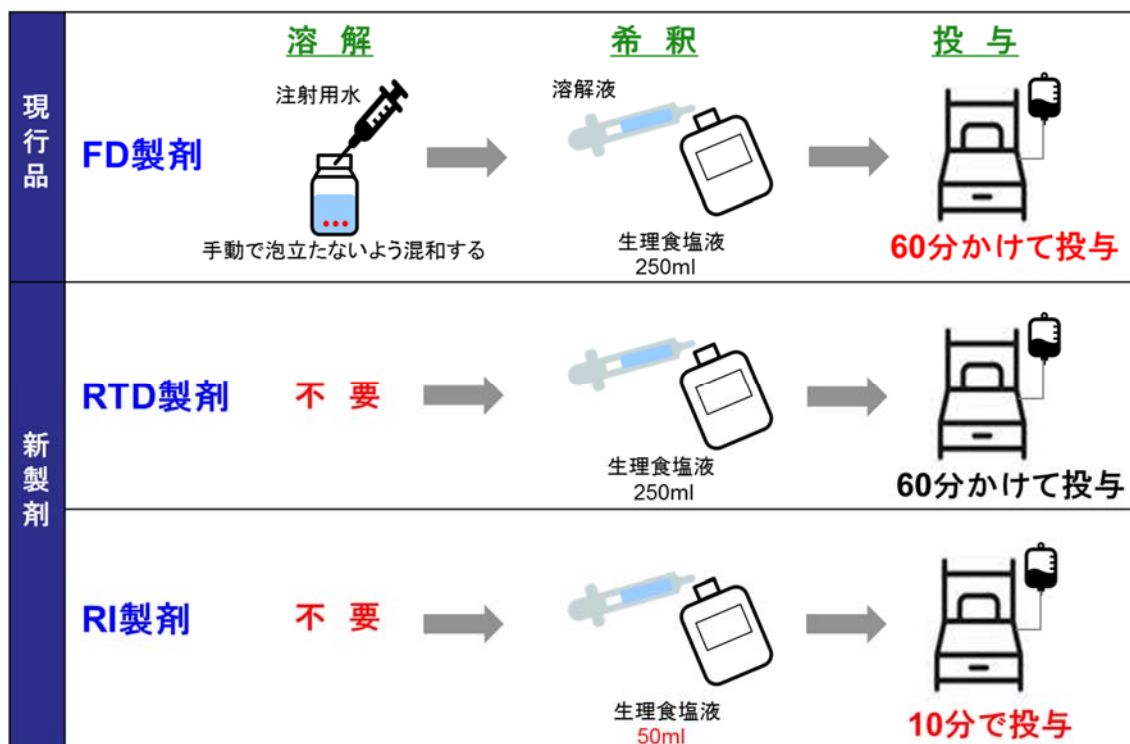 溶解
希釈
投与
現行品
FD製剤
注射用水
手動で泡立たないよう混和する
溶解液
生理食塩液
250ml
60分かけて投与
新製剤
RTD製剤
不要
生理食塩液
250ml
60分かけて投与
RI製剤
不要
生理食塩液
50ml
10分で投与